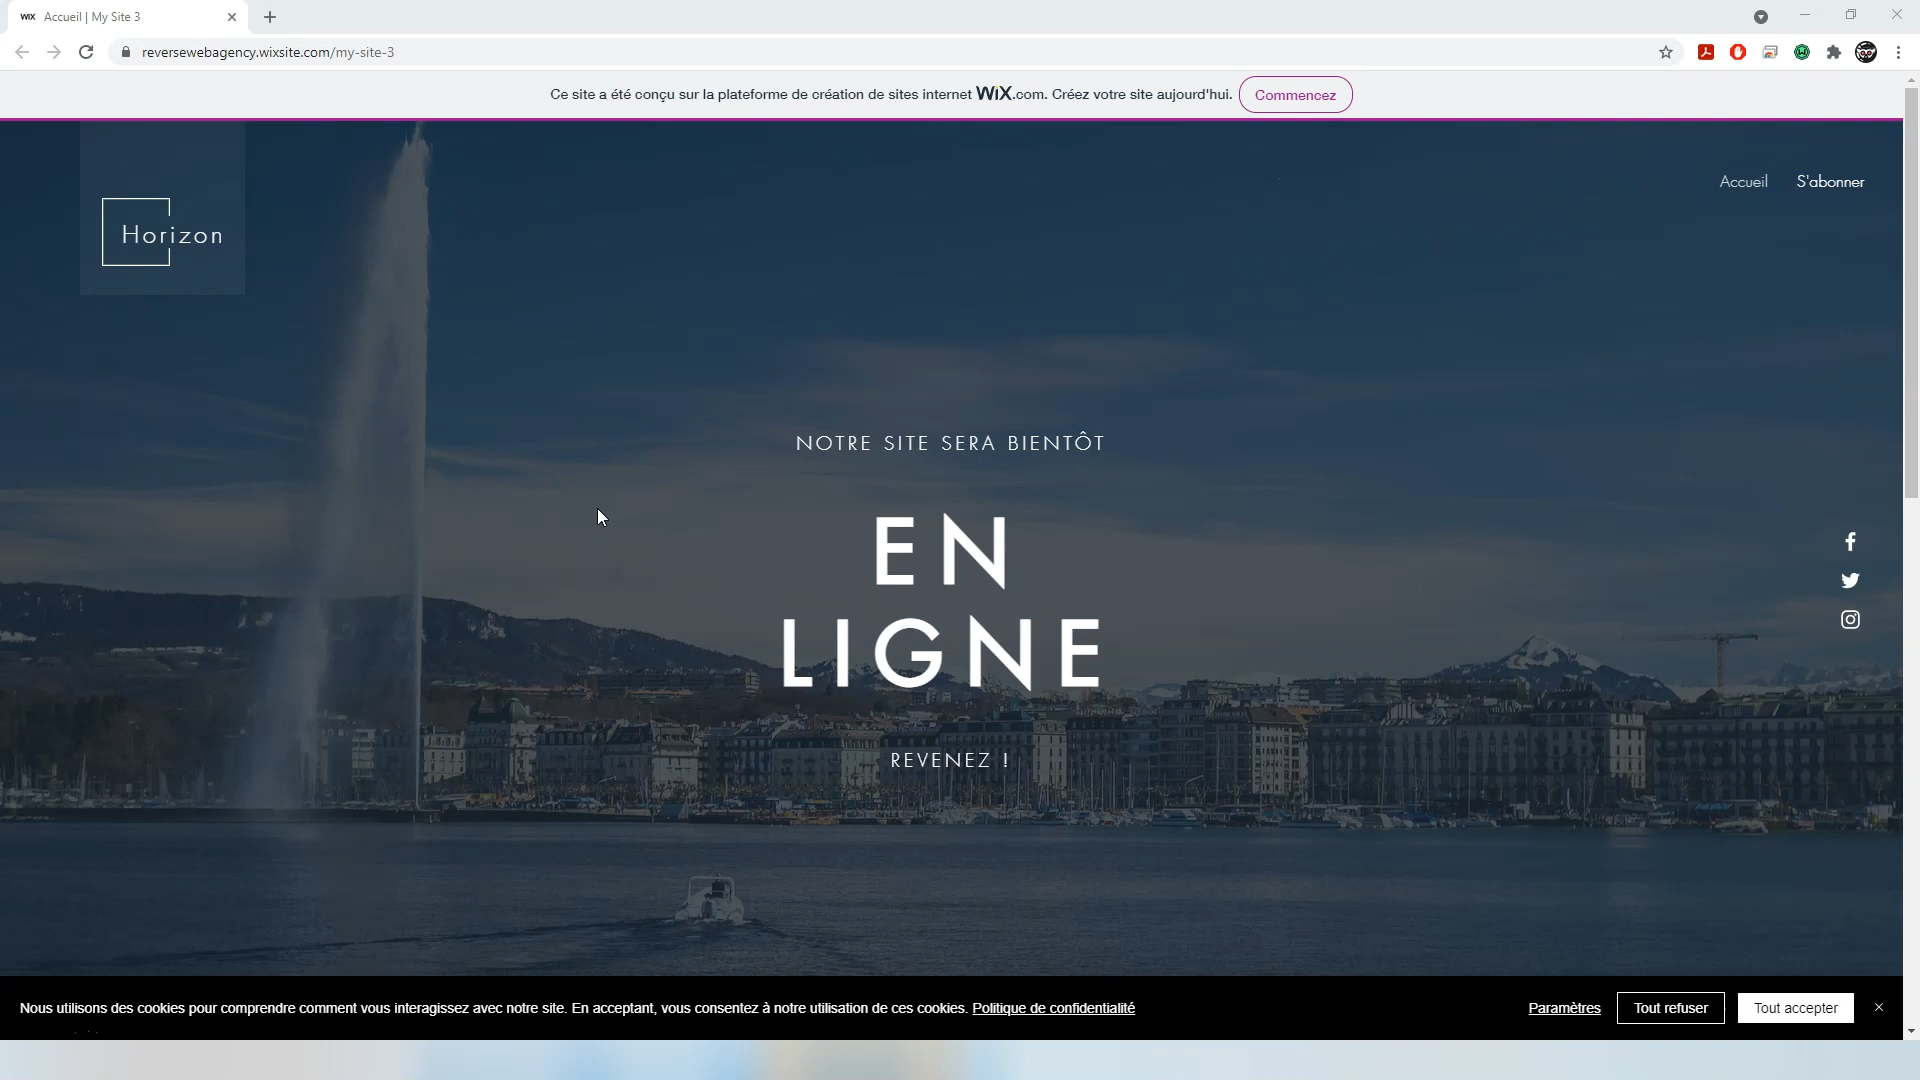 WIX Accueil | My Site 3
reversewebagency.wixsite.com/my-site-3
Ce site a été conçu sur la plateforme de création de sites internet WiX.com. Créez votre site aujourd'hui. Commencez
Accueil S'abonner
Horizon
NOTRE SITE SERA BIENTÔT
EN
LIGNE
REVENEZ !
Nous utilisons des cookies pour comprendre comment vous interagissez avec notre site. En acceptant, vous consentez à notre utilisation de ces cookies. Politique de confidentialité Paramètres Tout refuser Tout accepter